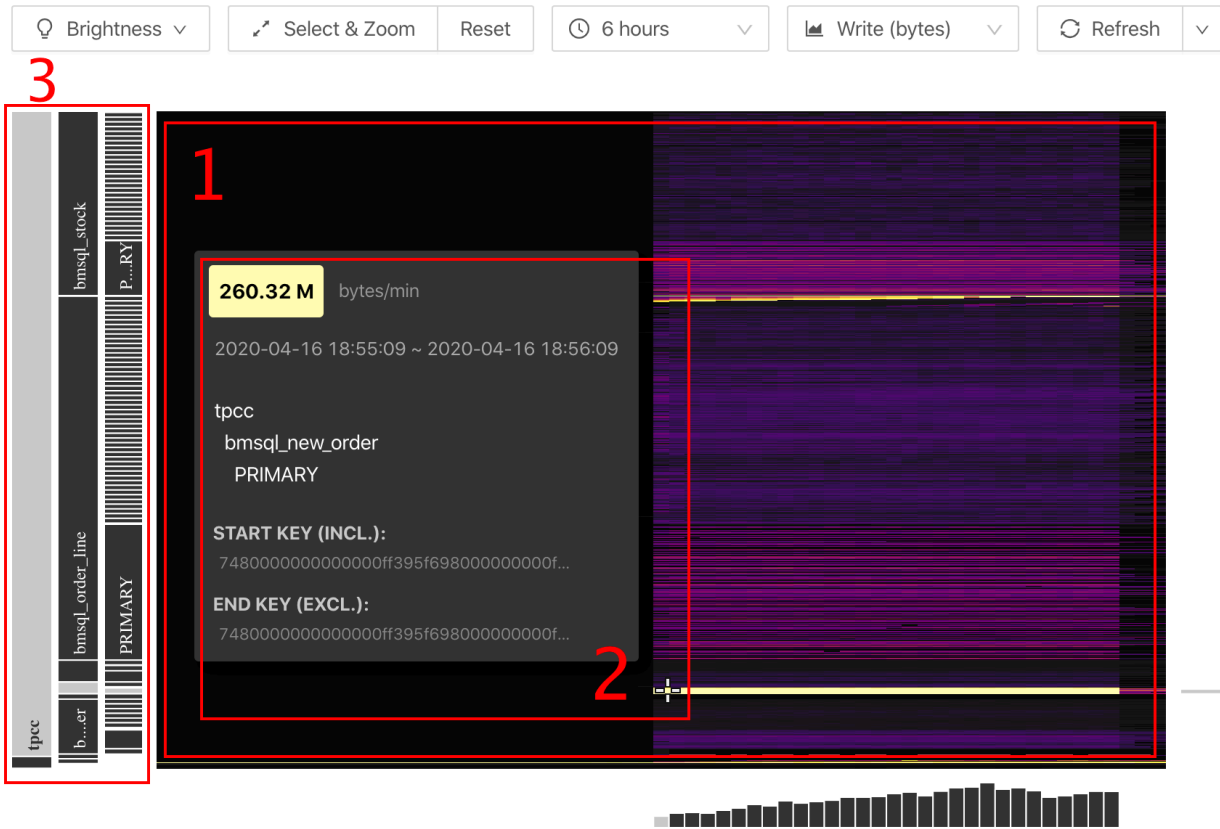 Brightness
Select & Zoom
Reset
6 hours
Write (bytes)
Refresh
3
1
260.32 M bytes/min
2020-04-16 18:55:09 ~ 2020-04-16 18:56:09
tpcc
bmsql_new_order
PRIMARY
START KEY (INCL.):
7480000000000000ff395f698000000000000f...
END KEY (EXCL.):
7480000000000000ff395f698000000000000f...
2
tpcc
bmsql_stock
bmsql_order_line
b....er
P....RY
PRIMARY